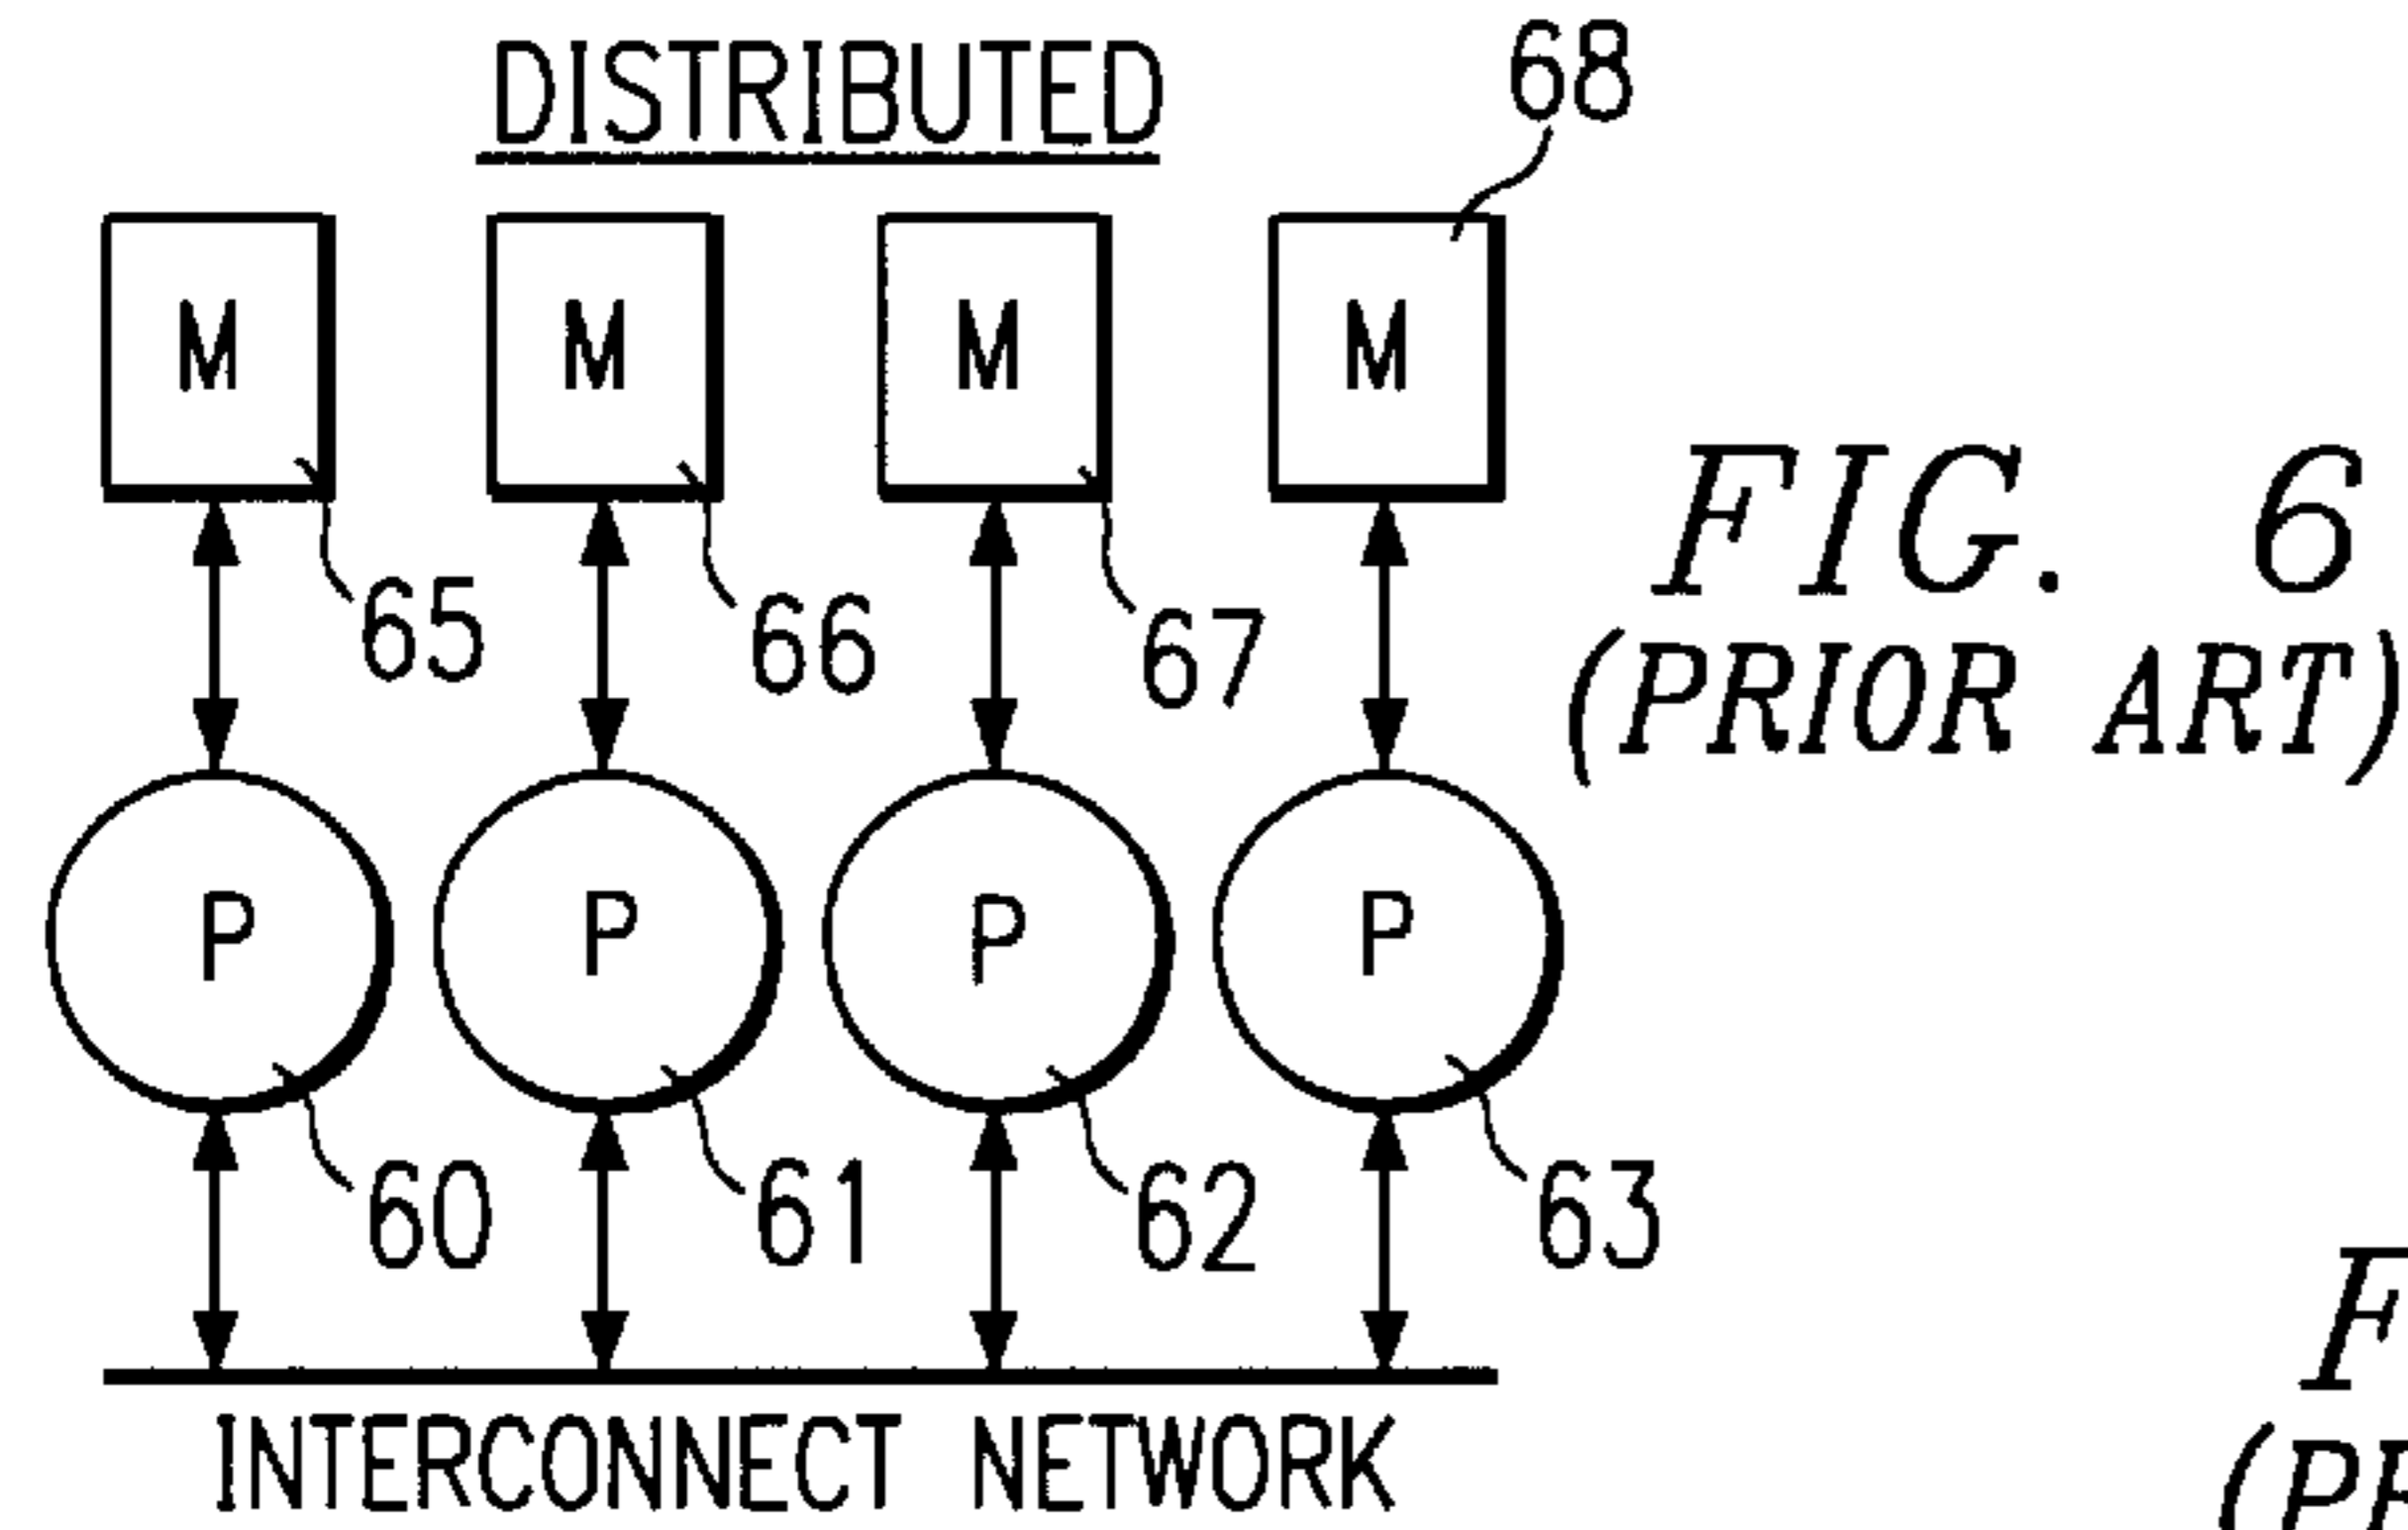 DISTRIBUTED
68
M M M M
FIG. 6
(PRIOR ART)
65 66 67
P P P P
60 61 62 63
INTERCONNECT NETWORK